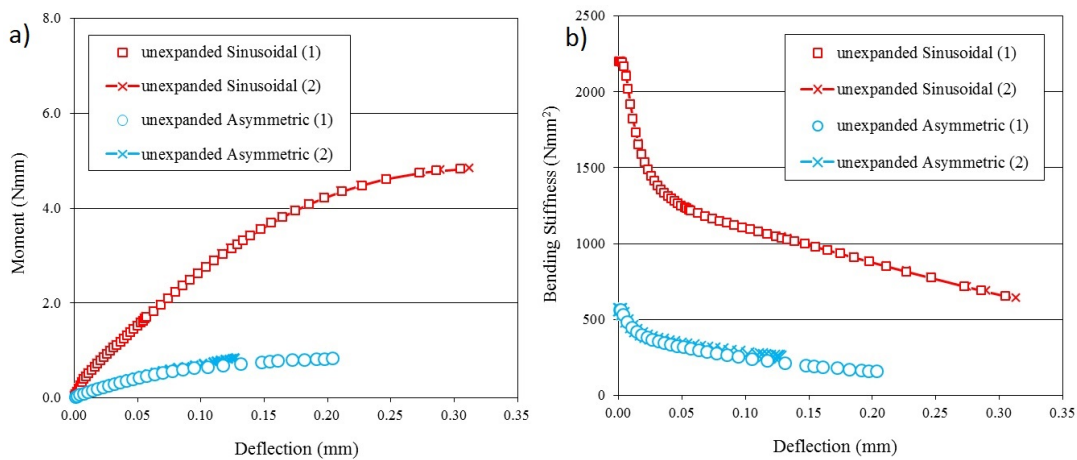 a)
8.0
6.0
4.0
2.0
0.0
Moment (Nmm)
unexpanded Sinusoidal (1)
unexpanded Sinusoidal (2)
unexpanded Asymmetric (1)
unexpanded Asymmetric (2)
0.00 0.05 0.10 0.15 0.20 0.25 0.30 0.35
Deflection (mm)
b)
2500
2000
1500
1000
500
0
Bending Stiffness (Nmm²)
unexpanded Sinusoidal (1)
unexpanded Sinusoidal (2)
unexpanded Asymmetric (1)
unexpanded Asymmetric (2)
0.00 0.05 0.10 0.15 0.20 0.25 0.30 0.35
Deflection (mm)